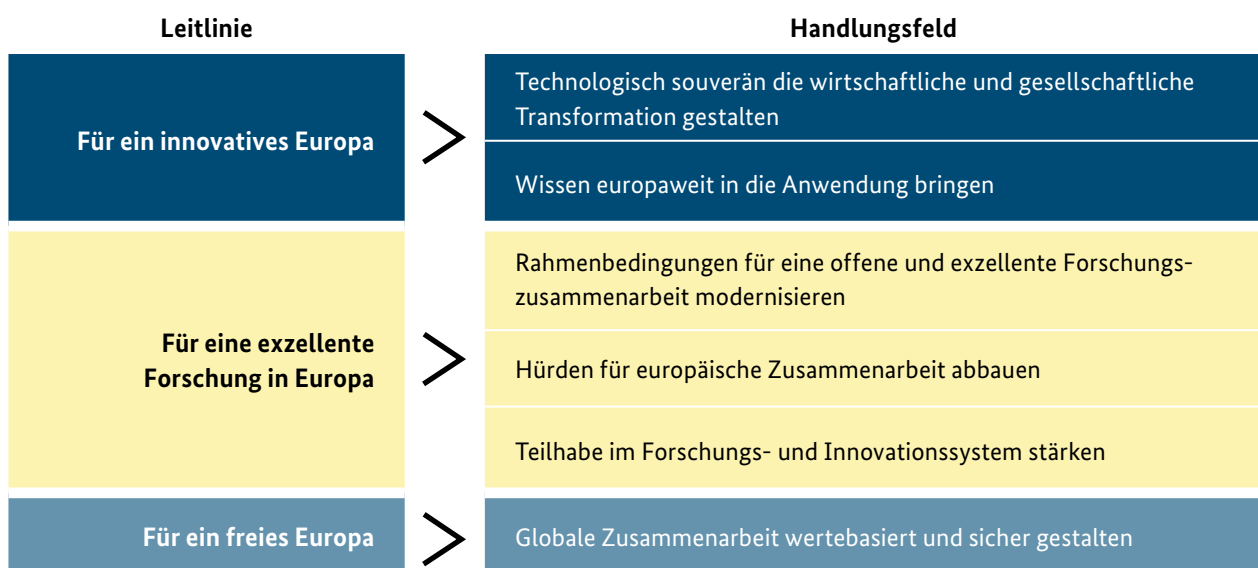 Leitlinie
Handlungsfeld
Für ein innovatives Europa
Technologisch souverän die wirtschaftliche und gesellschaftliche
Transformation gestalten
Wissen europaweit in die Anwendung bringen
Für eine exzellente
Forschung in Europa
Rahmenbedingungen für eine offene und exzellente Forschungs-
zusammenarbeit modernisieren
Hürden für europäische Zusammenarbeit abbauen
Teilhabe im Forschungs- und Innovationssystem stärken
Für ein freies Europa
Globale Zusammenarbeit wertebasiert und sicher gestalten